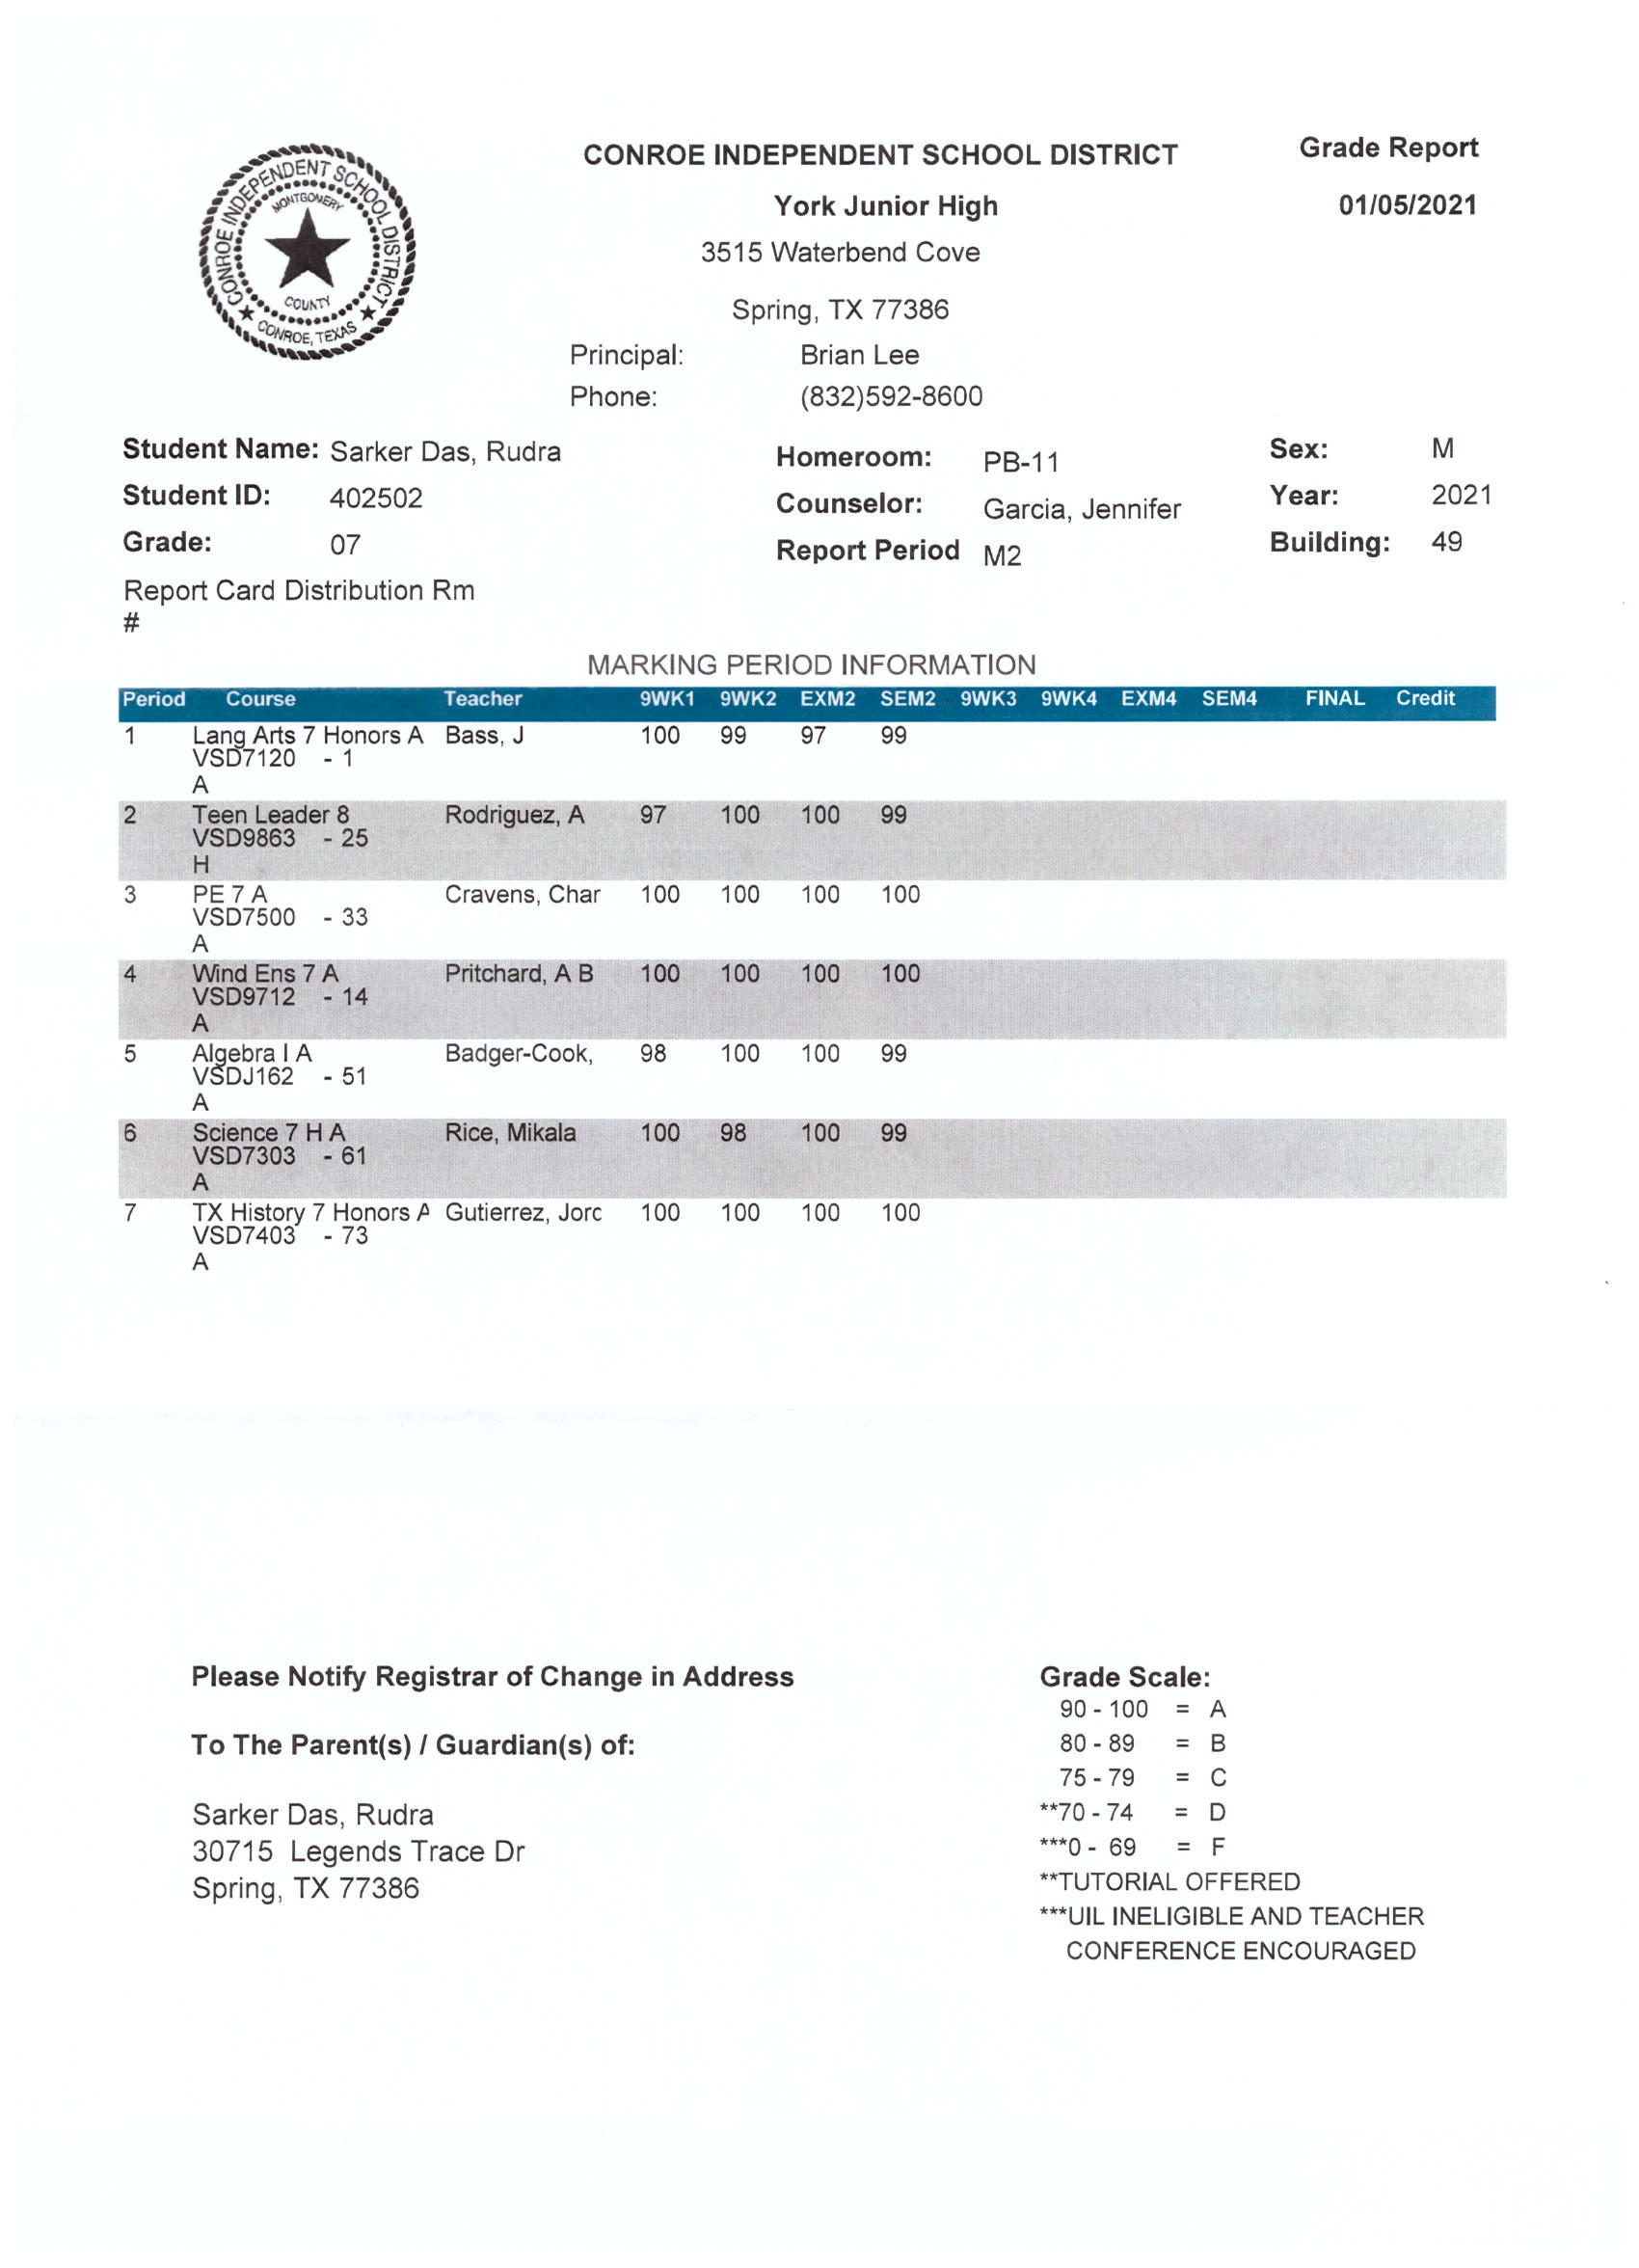 CONROE INDEPENDENT SCHOOL DISTRICT
MONTGOMERY
COUNTY
CONROE, TEXAS
CONROE INDEPENDENT SCHOOL DISTRICT
York Junior High
3515 Waterbend Cove
Spring, TX 77386
Principal: Brian Lee
Phone: (832)592-8600
Grade Report
01/05/2021
Student Name: Sarker Das, Rudra
Student ID: 402502
Grade: 07
Report Card Distribution Rm
#
Homeroom: PB-11
Counselor: Garcia, Jennifer
Report Period M2
Sex: M
Year: 2021
Building: 49
MARKING PERIOD INFORMATION
Period Course Teacher 9WK1 9WK2 EXM2 SEM2 9WK3 9WK4 EXM4 SEM4 FINAL Credit
1 Lang Arts 7 Honors A Bass, J 100 99 97 99
VSD7120 - 1
A
2 Teen Leader 8 Rodriguez, A 97 100 100 99
VSD9863 - 25
H
3 PE 7 A Cravens, Char 100 100 100 100
VSD7500 - 33
A
4 Wind Ens 7 A Pritchard, A B 100 100 100 100
VSD9712 - 14
A
5 Algebra I A Badger-Cook, 98 100 100 99
VSDJ162 - 51
A
6 Science 7 H A Rice, Mikala 100 98 100 99
VSD7303 - 61
A
7 TX History 7 Honors A Gutierrez, Jorc 100 100 100 100
VSD7403 - 73
A
Please Notify Registrar of Change in Address
To The Parent(s) / Guardian(s) of:
Sarker Das, Rudra
30715 Legends Trace Dr
Spring, TX 77386
Grade Scale:
90 - 100 = A
80 - 89 = B
75 - 79 = C
**70 - 74 = D
***0 - 69 = F
**TUTORIAL OFFERED
***UIL INELIGIBLE AND TEACHER
CONFERENCE ENCOURAGED